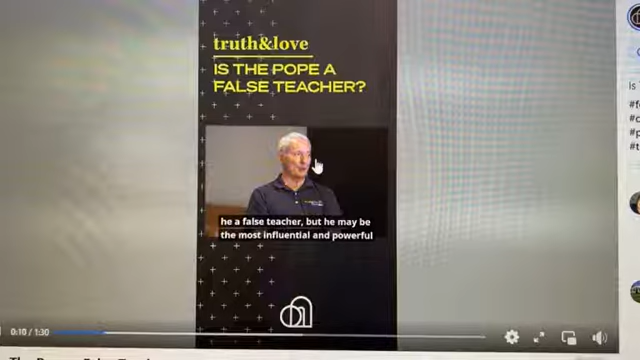 truth&love
IS THE POPE A
FALSE TEACHER?
he a false teacher, but he may be
the most influential and powerful
0:10 / 1:30
Is